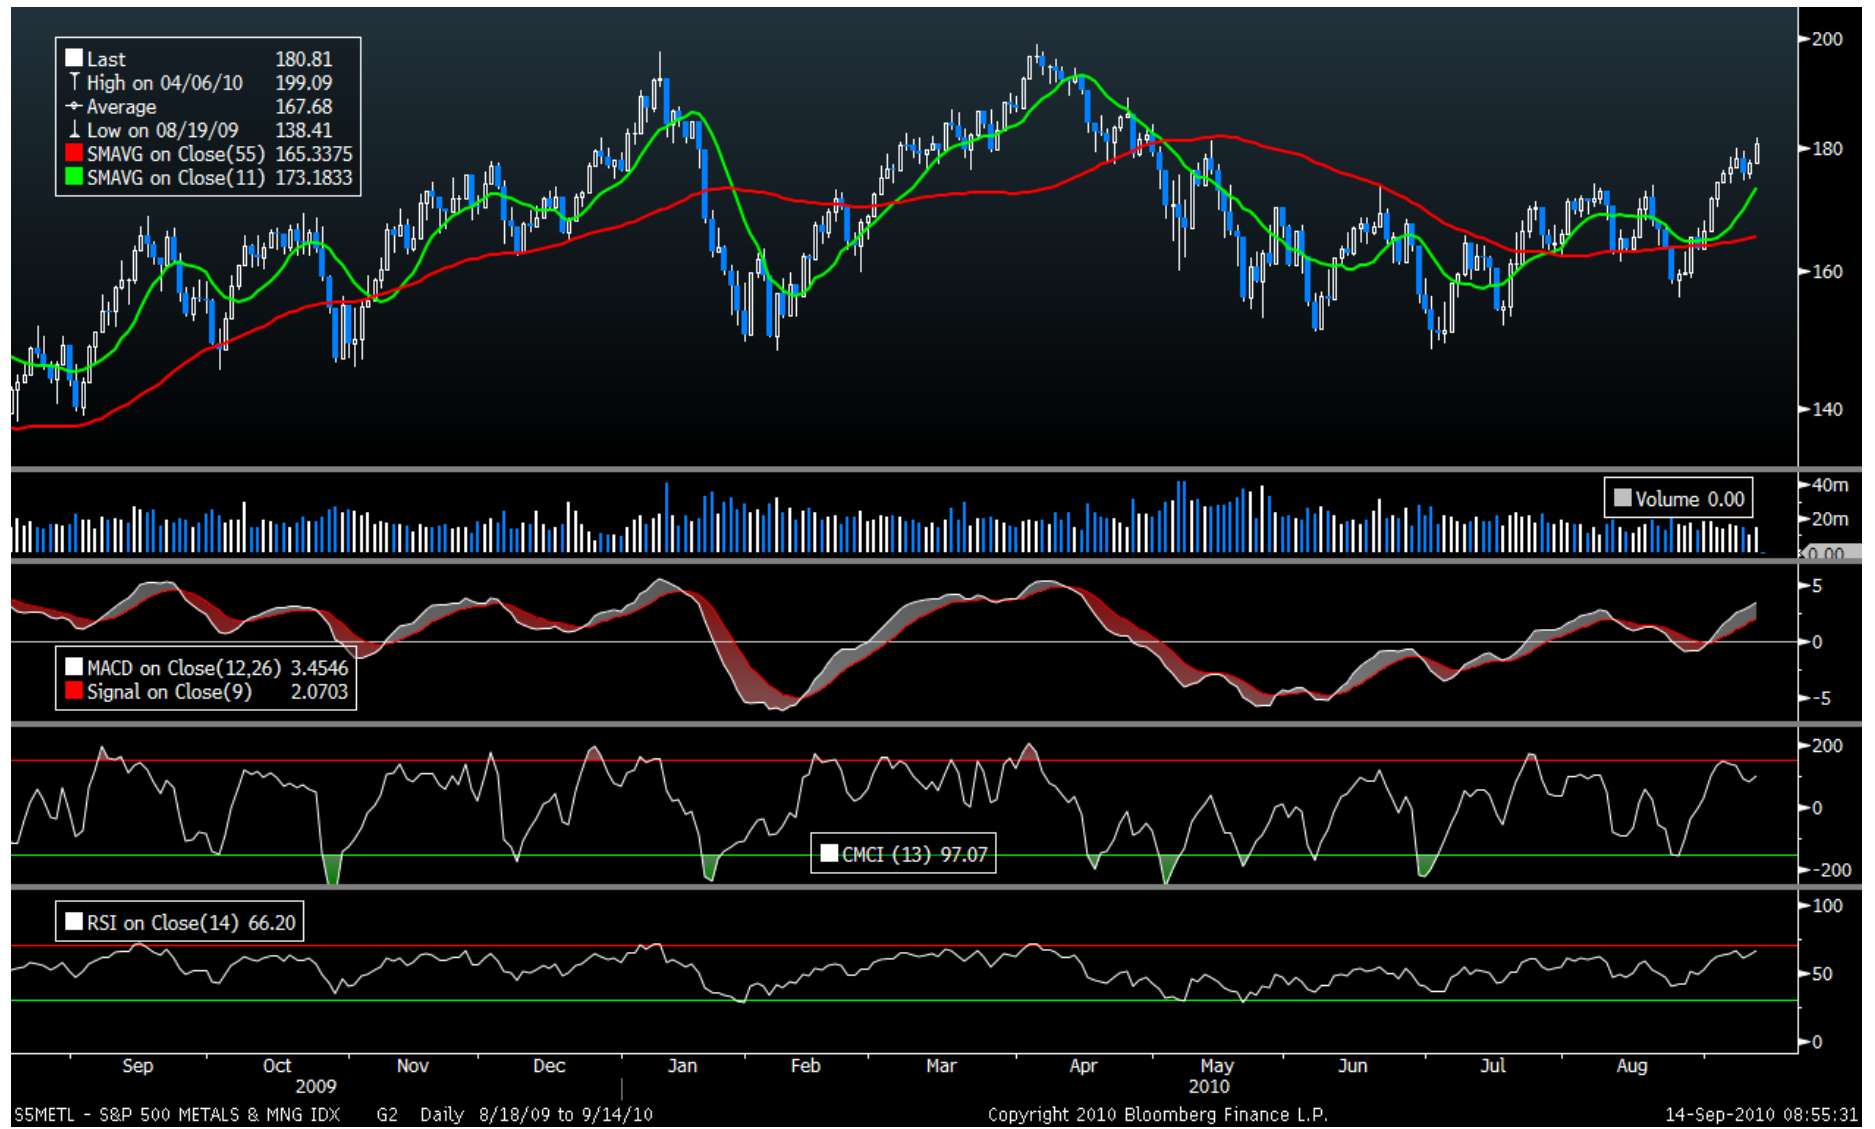 Last 180.81
High on 04/06/10 199.09
Average 167.68
Low on 08/19/09 138.41
SMAVG on Close(55) 165.3375
SMAVG on Close(11) 173.1833
200
180
160
140
Volume 0.00
40m
20m
0.00
MACD on Close(12,26) 3.4546
Signal on Close(9) 2.0703
5
0
-5
CMCI (13) 97.07
200
0
-200
RSI on Close(14) 66.20
100
50
0
Sep Oct Nov Dec Jan Feb Mar Apr May Jun Jul Aug
2009 2010
S5METL - S&P 500 METALS & MNG IDX G2 Daily 8/18/09 to 9/14/10 Copyright 2010 Bloomberg Finance L.P. 14-Sep-2010 08:55:31